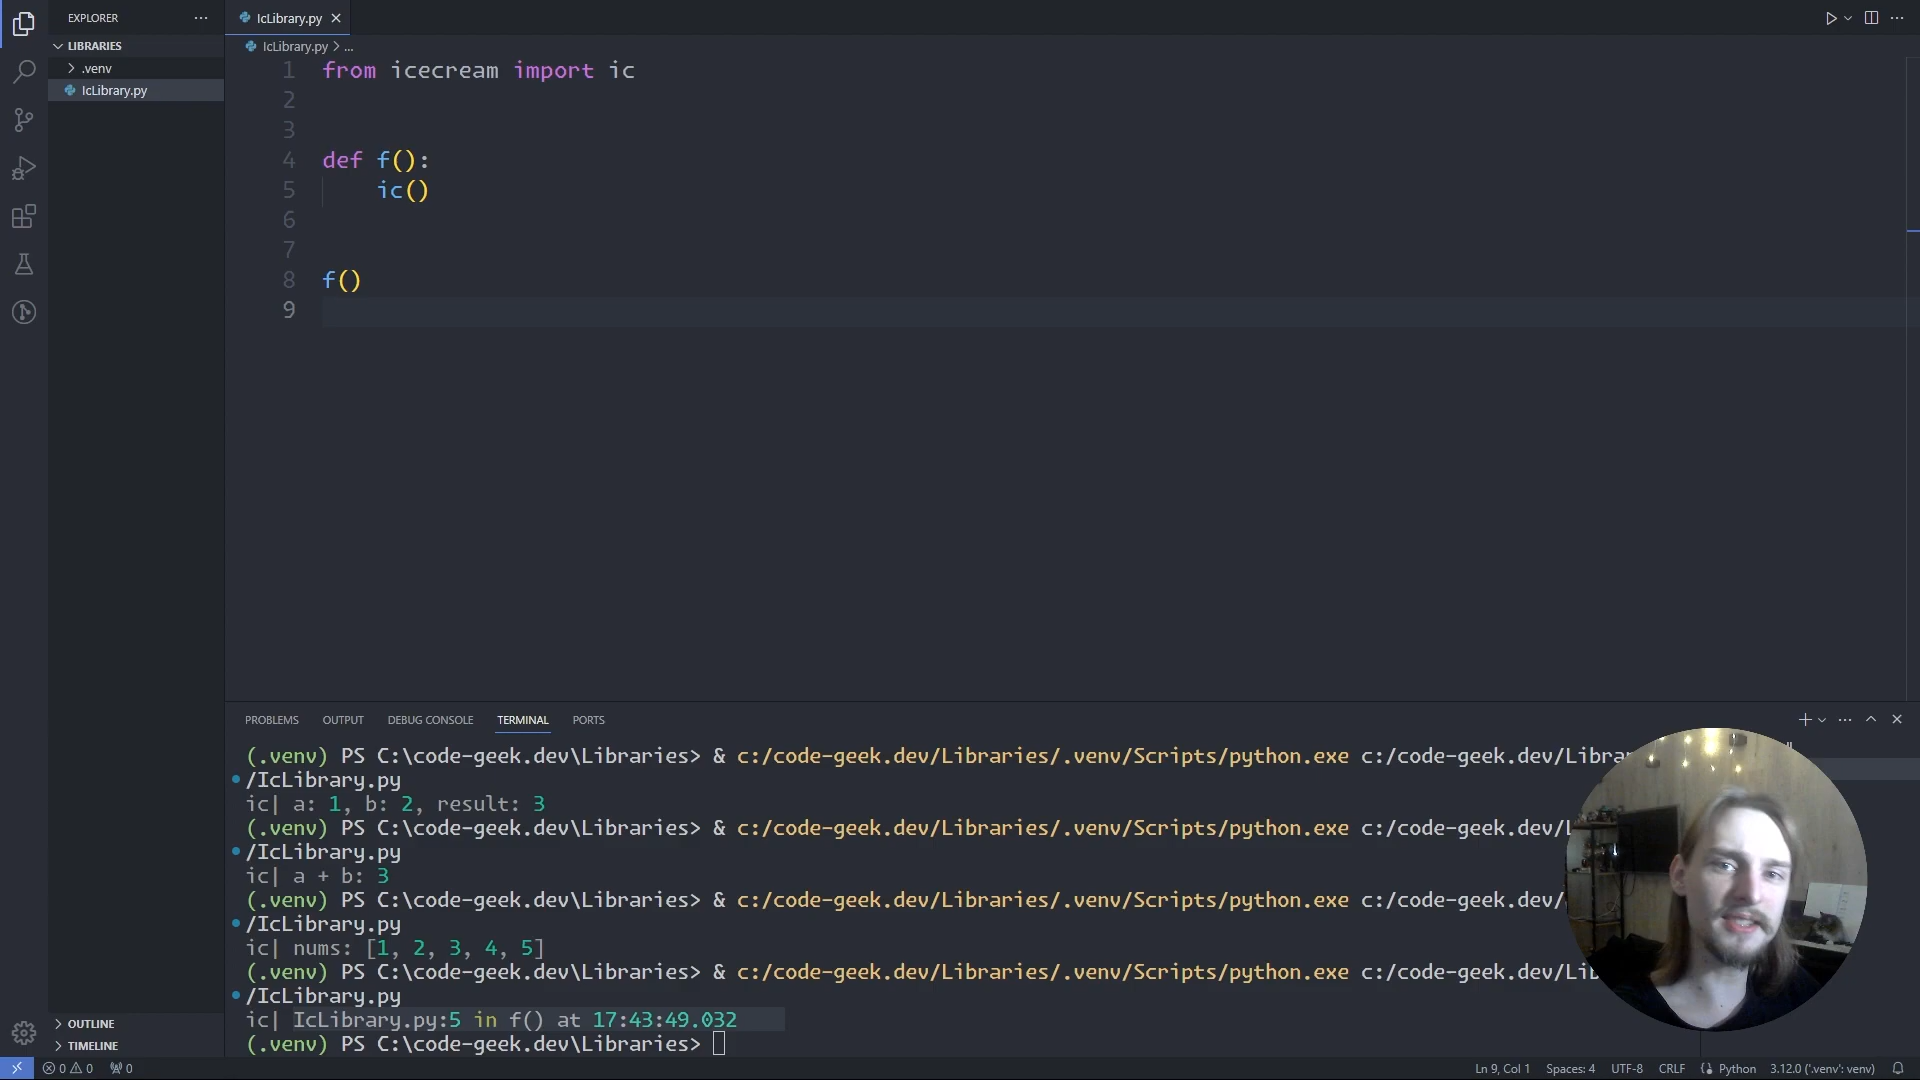 EXPLORER
LIBRARIES
.venv
IcLibrary.py
OUTLINE
TIMELINE
IcLibrary.py
IcLibrary.py > ...
1 from icecream import ic
2
3
4 def f():
5 ic()
6
7
8 f()
9
PROBLEMS OUTPUT DEBUG CONSOLE TERMINAL PORTS
(.venv) PS C:\code-geek.dev\Libraries> & c:/code-geek.dev/Libraries/.venv/Scripts/python.exe c:/code-geek.dev/Librar
/IcLibrary.py
ic| a: 1, b: 2, result: 3
(.venv) PS C:\code-geek.dev\Libraries> & c:/code-geek.dev/Libraries/.venv/Scripts/python.exe c:/code-geek.dev/L
/IcLibrary.py
ic| a + b: 3
(.venv) PS C:\code-geek.dev\Libraries> & c:/code-geek.dev/Libraries/.venv/Scripts/python.exe c:/code-geek.dev/
/IcLibrary.py
ic| nums: [1, 2, 3, 4, 5]
(.venv) PS C:\code-geek.dev\Libraries> & c:/code-geek.dev/Libraries/.venv/Scripts/python.exe c:/code-geek.dev/Lib
/IcLibrary.py
ic| IcLibrary.py:5 in f() at 17:43:49.032
(.venv) PS C:\code-geek.dev\Libraries>
0 0 0 Ln 9, Col 1 Spaces: 4 UTF-8 CRLF Python 3.12.0 ('.venv': venv)